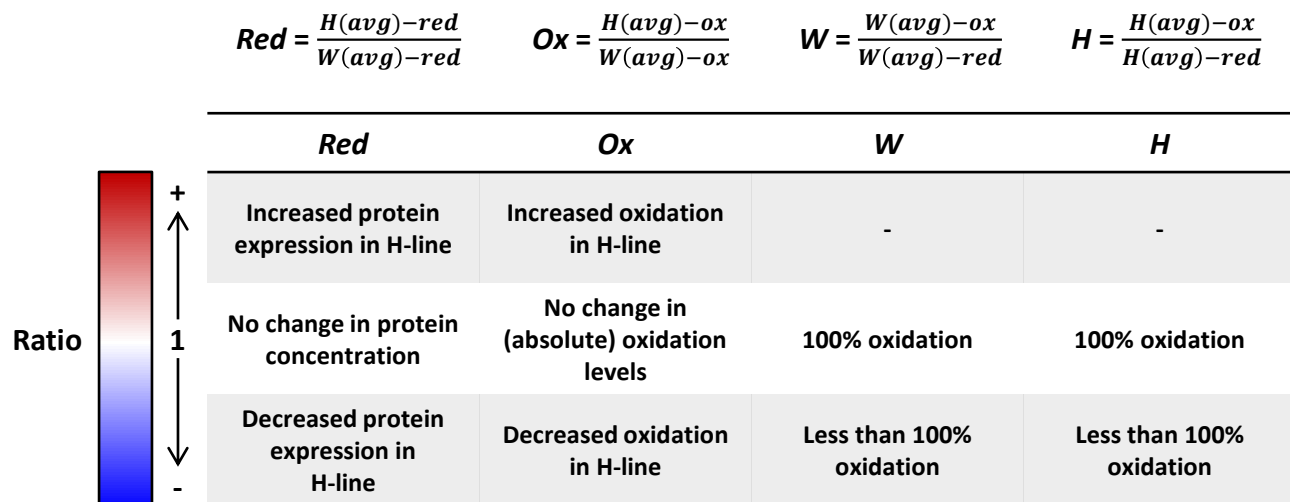 Red = H(avg)−red / W(avg)−red Ox = H(avg)−ox / W(avg)−ox W = W(avg)−ox / W(avg)−red H = H(avg)−ox / H(avg)−red
Red Ox W H
+
Increased protein Increased oxidation
expression in H-line in H-line - -
Ratio 1
No change in protein No change in 100% oxidation 100% oxidation
concentration (absolute) oxidation
levels
Decreased protein Decreased oxidation Less than 100% Less than 100%
expression in in H-line oxidation oxidation
H-line
-